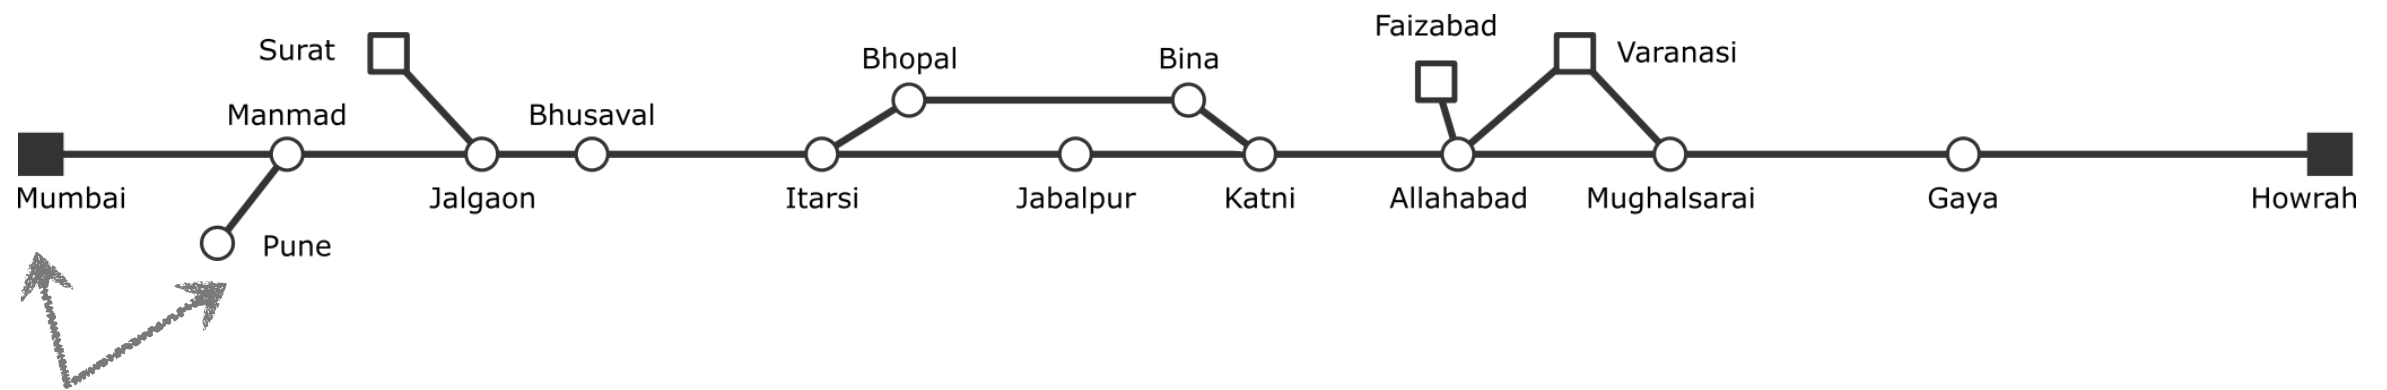 Faizabad
Surat
Varanasi
Bhopal
Bina
Manmad
Bhusaval
Mumbai
Jalgaon
Itarsi
Jabalpur
Katni
Allahabad
Mughalsarai
Gaya
Howrah
Pune